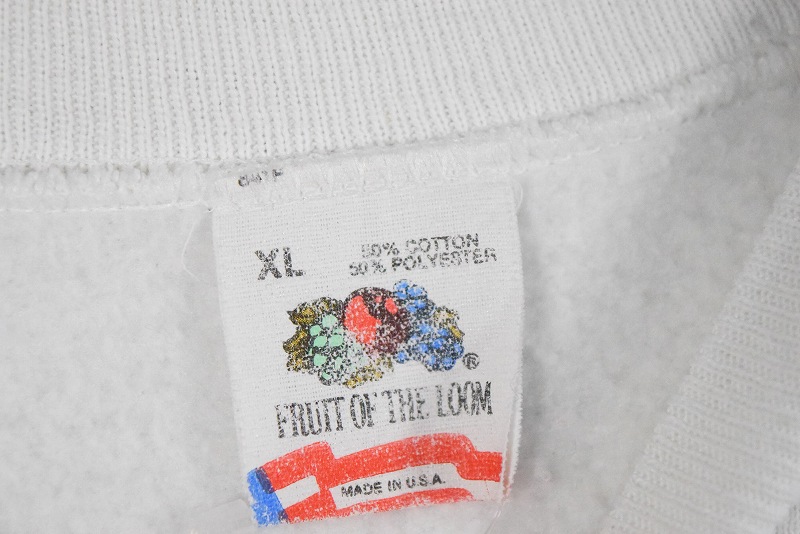 XL
50% COTTON
50% POLYESTER
®
FRUIT OF THE LOOM
MADE IN U.S.A.